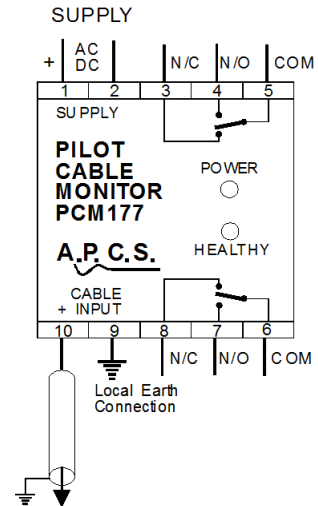 SUPPLY
+ AC
DC
N/C N/O COM
1 2 3 4 5
SUPPLY
PILOT
CABLE
MONITOR
PCM177
POWER
A.P.C.S.
HEALTHY
CABLE
+ INPUT
10 9 8 7 6
N/C N/O COM
Local Earth
Connection